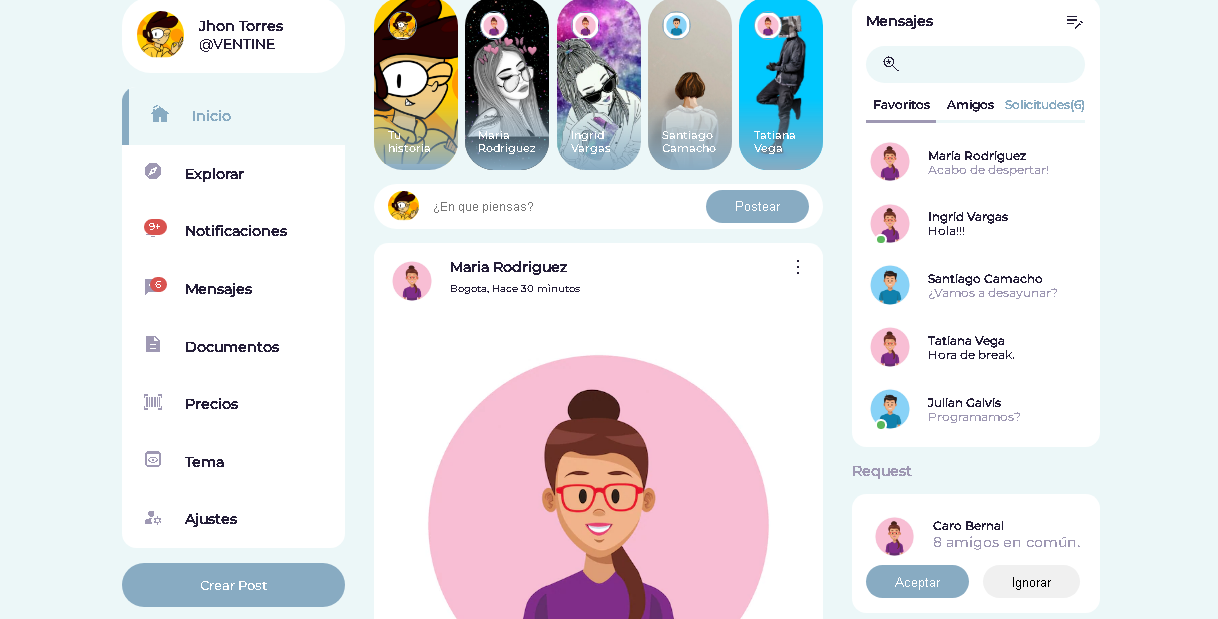 Jhon Torres
@VENTINE
Inicio
Explorar
9+
Notificaciones
6
Mensajes
Documentos
Precios
Tema
Ajustes
Crear Post
Tu
historia
Maria
Rodriguez
Ingrid
Vargas
Santiago
Camacho
Tatiana
Vega
¿En que piensas?
Postear
Maria Rodriguez
Bogota, Hace 30 minutos
Mensajes
Favoritos Amigos Solicitudes(6)
María Rodríguez
Acabo de despertar!
Ingrid Vargas
Hola!!!
Santiago Camacho
¿Vamos a desayunar?
Tatiana Vega
Hora de break.
Julian Galvis
Programamos?
Request
Caro Bernal
8 amigos en común.
Aceptar Ignorar